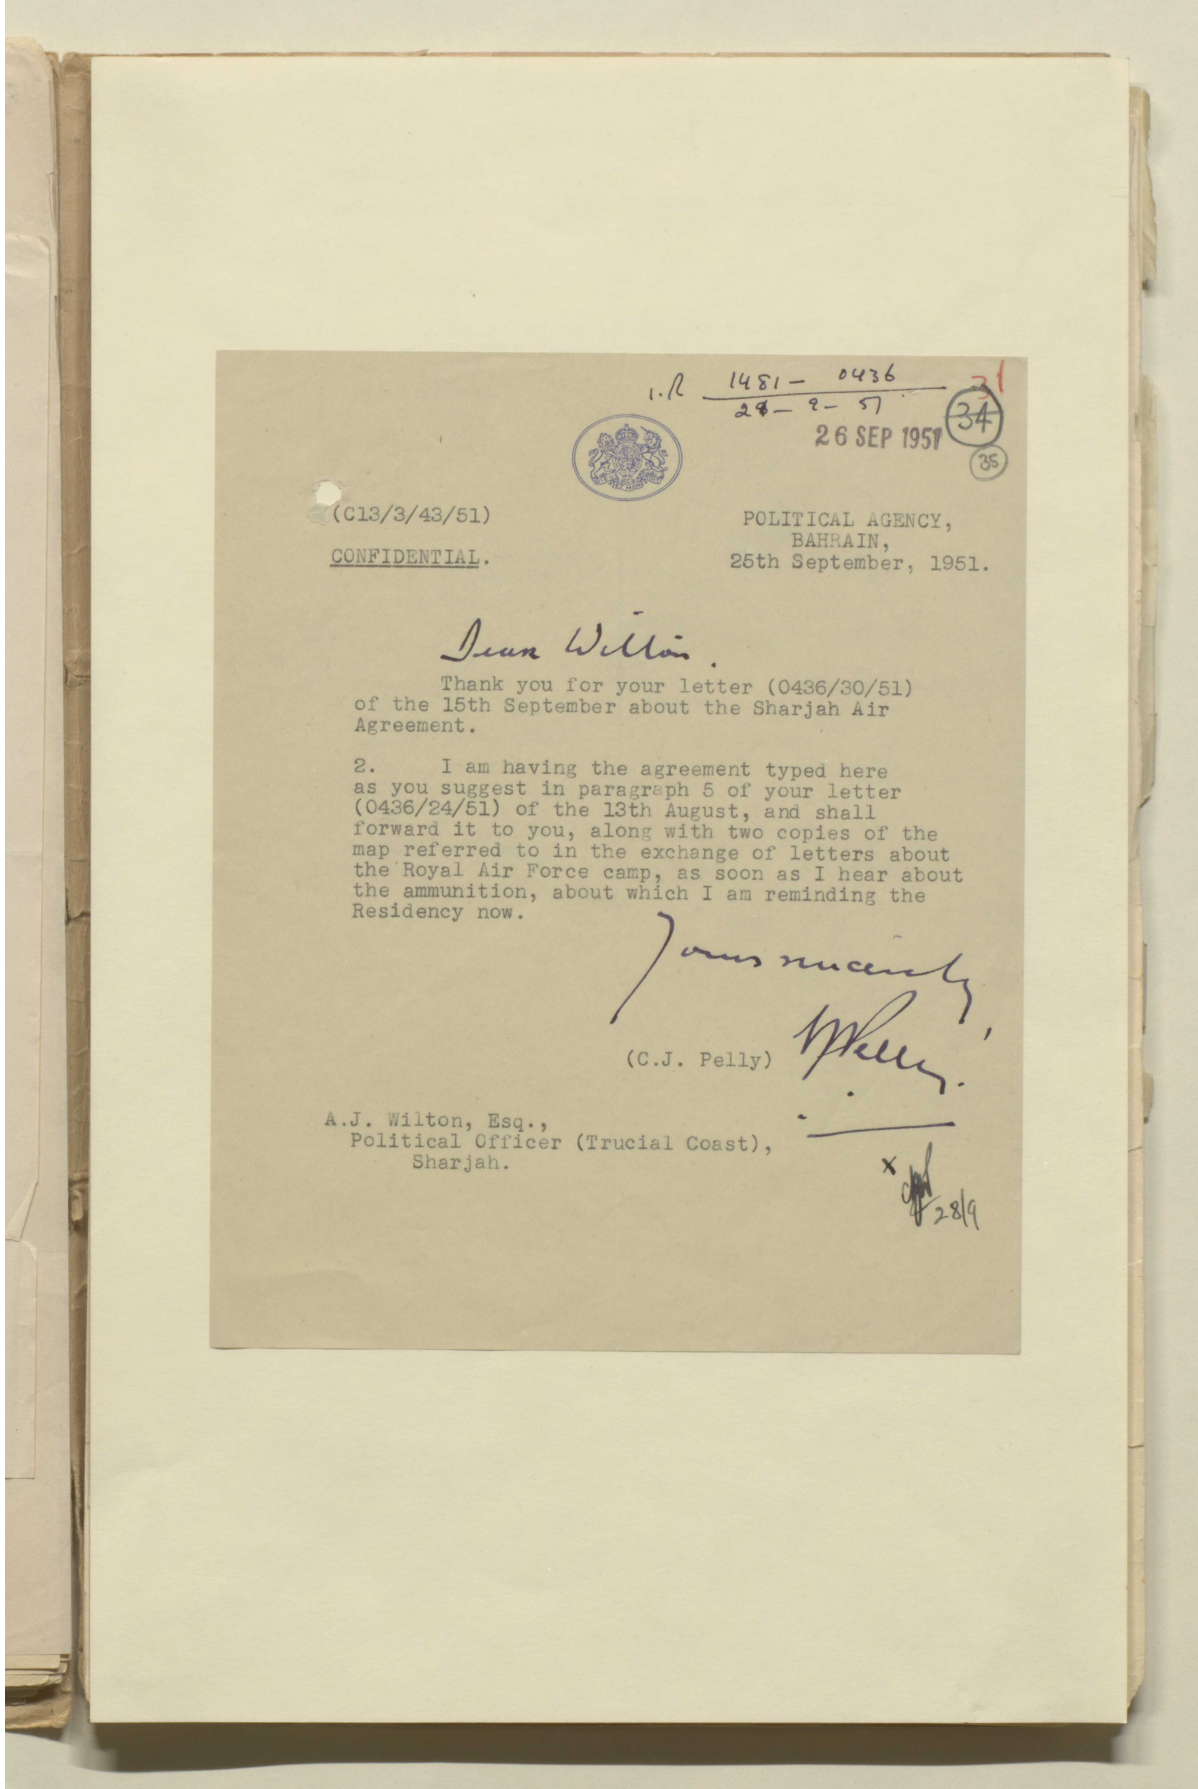 I.R 1481 - 0436
28 - 9 - 51
31
26 SEP 1951
34
35
(C13/3/43/51)
CONFIDENTIAL.
POLITICAL AGENCY,
BAHRAIN,
25th September, 1951.
Dear Wilton.
Thank you for your letter (0436/30/51)
of the 15th September about the Sharjah Air
Agreement.
2. I am having the agreement typed here
as you suggest in paragraph 5 of your letter
(0436/24/51) of the 13th August, and shall
forward it to you, along with two copies of the
map referred to in the exchange of letters about
the Royal Air Force camp, as soon as I hear about
the ammunition, about which I am reminding the
Residency now.
Yours sincerely,
(C.J. Pelly) CJPelly.
A.J. Wilton, Esq.,
Political Officer (Trucial Coast),
Sharjah.
x
28/9